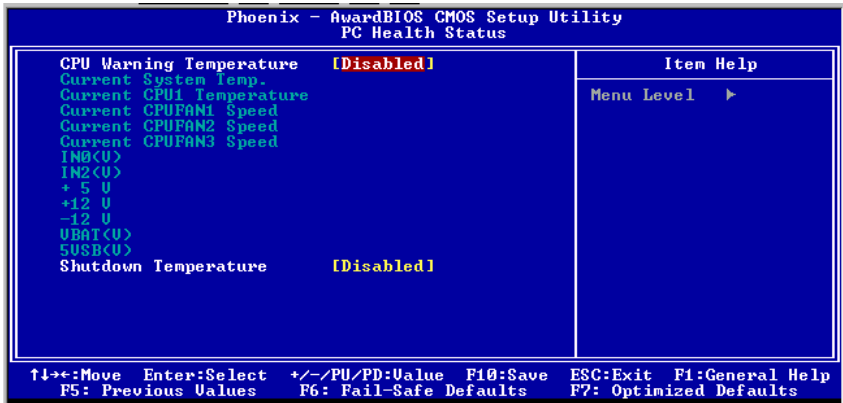 Phoenix - AwardBIOS CMOS Setup Utility
PC Health Status
CPU Warning Temperature [Disabled]
Current System Temp.
Current CPU1 Temperature
Current CPUFAN1 Speed
Current CPUFAN2 Speed
Current CPUFAN3 Speed
IN0(V)
IN2(V)
+ 5 V
+12 V
-12 V
VBAT(V)
5VSB(V)
Shutdown Temperature [Disabled]
Item Help
Menu Level ►
↑↓→←:Move Enter:Select +/-/PU/PD:Value F10:Save ESC:Exit F1:General Help
F5: Previous Values F6: Fail-Safe Defaults F7: Optimized Defaults